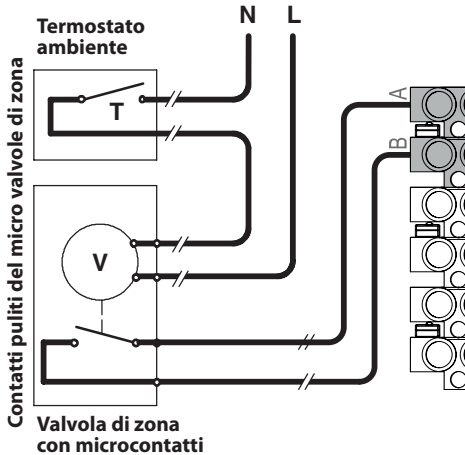 N L
Termostato
ambiente
T
A
B
V
Contatti puliti del micro valvole di zona
Valvola di zona
con microcontatti